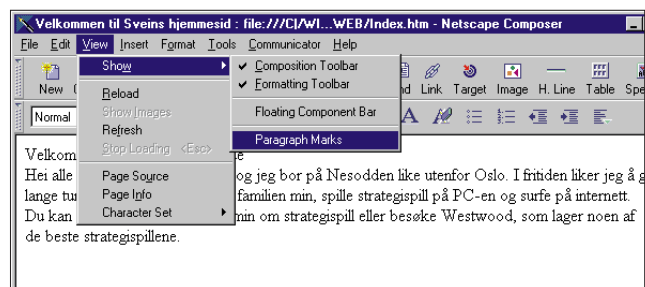 Velkommen til Sveins hjemmesid : file:///C|/WI...WEB/Index.htm - Netscape Composer
File Edit View Insert Format Tools Communicator Help
Show
Composition Toolbar
Formatting Toolbar
Floating Component Bar
Paragraph Marks
Reload
Show Images
Refresh
Stop Loading <Esc>
Page Source
Page Info
Character Set
New Link Target Image H. Line Table Spe
Normal
Velkom
Hei alle og jeg bor på Nesodden like utenfor Oslo. I fritiden liker jeg å g
lange tur familien min, spille strategispill på PC-en og surfe på internett.
Du kan min om strategispill eller besøke Westwood, som lager noen af
de beste strategispillene.